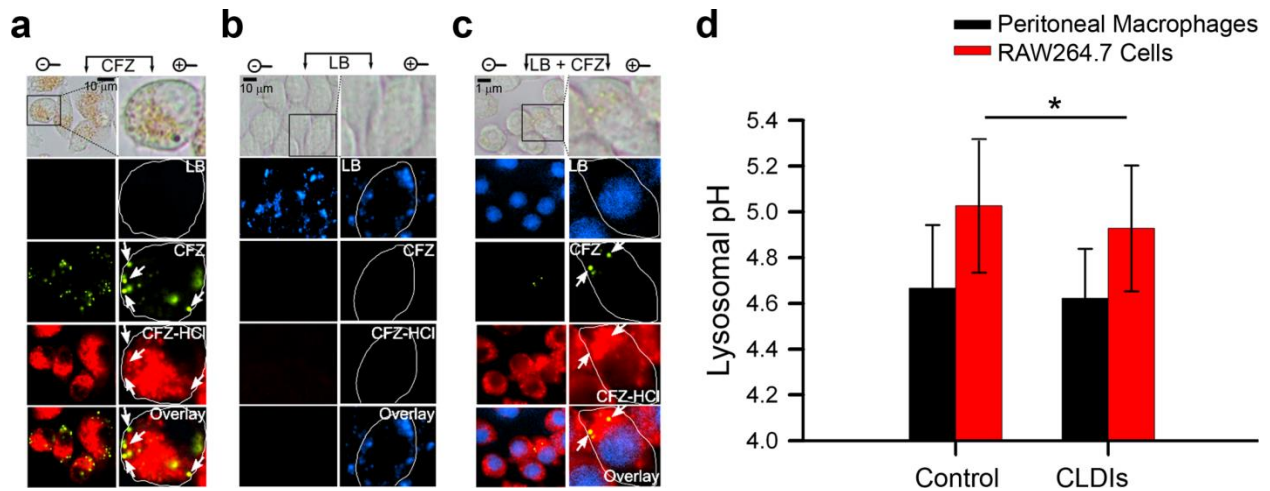 a
CFZ
10 μm
LB
CFZ
CFZ-HCl
Overlay
b
LB
10 μm
LB
CFZ
CFZ-HCl
Overlay
c
LB + CFZ
1 μm
LB
CFZ
CFZ-HCl
Overlay
d
Peritoneal Macrophages
RAW264.7 Cells
*
Lysosomal pH
5.4
5.2
5.0
4.8
4.6
4.4
4.2
4.0
Control
CLDIs